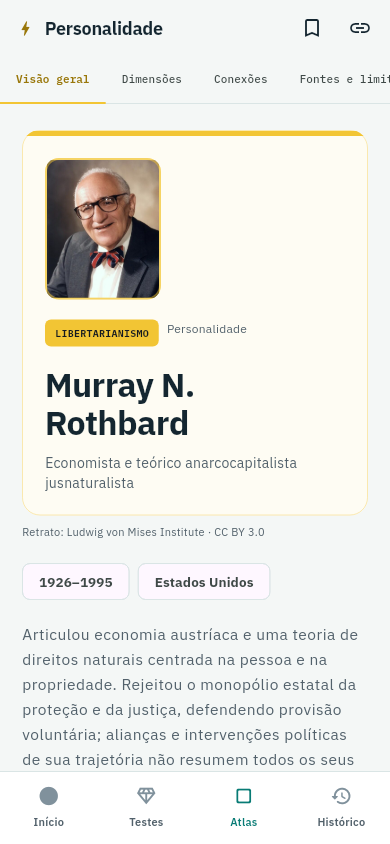 Personalidade
Visão geral
Dimensões
Conexões
Fontes e limit
LIBERTARIANISMO
Personalidade
Murray N.
Rothbard
Economista e teórico anarcocapitalista
jusnaturalista
Retrato: Ludwig von Mises Institute · CC BY 3.0
1926–1995
Estados Unidos
Articulou economia austríaca e uma teoria de
direitos naturais centrada na pessoa e na
propriedade. Rejeitou o monopólio estatal da
proteção e da justiça, defendendo provisão
voluntária; alianças e intervenções políticas
de sua trajetória não resumem todos os seus
Início
Testes
Atlas
Histórico